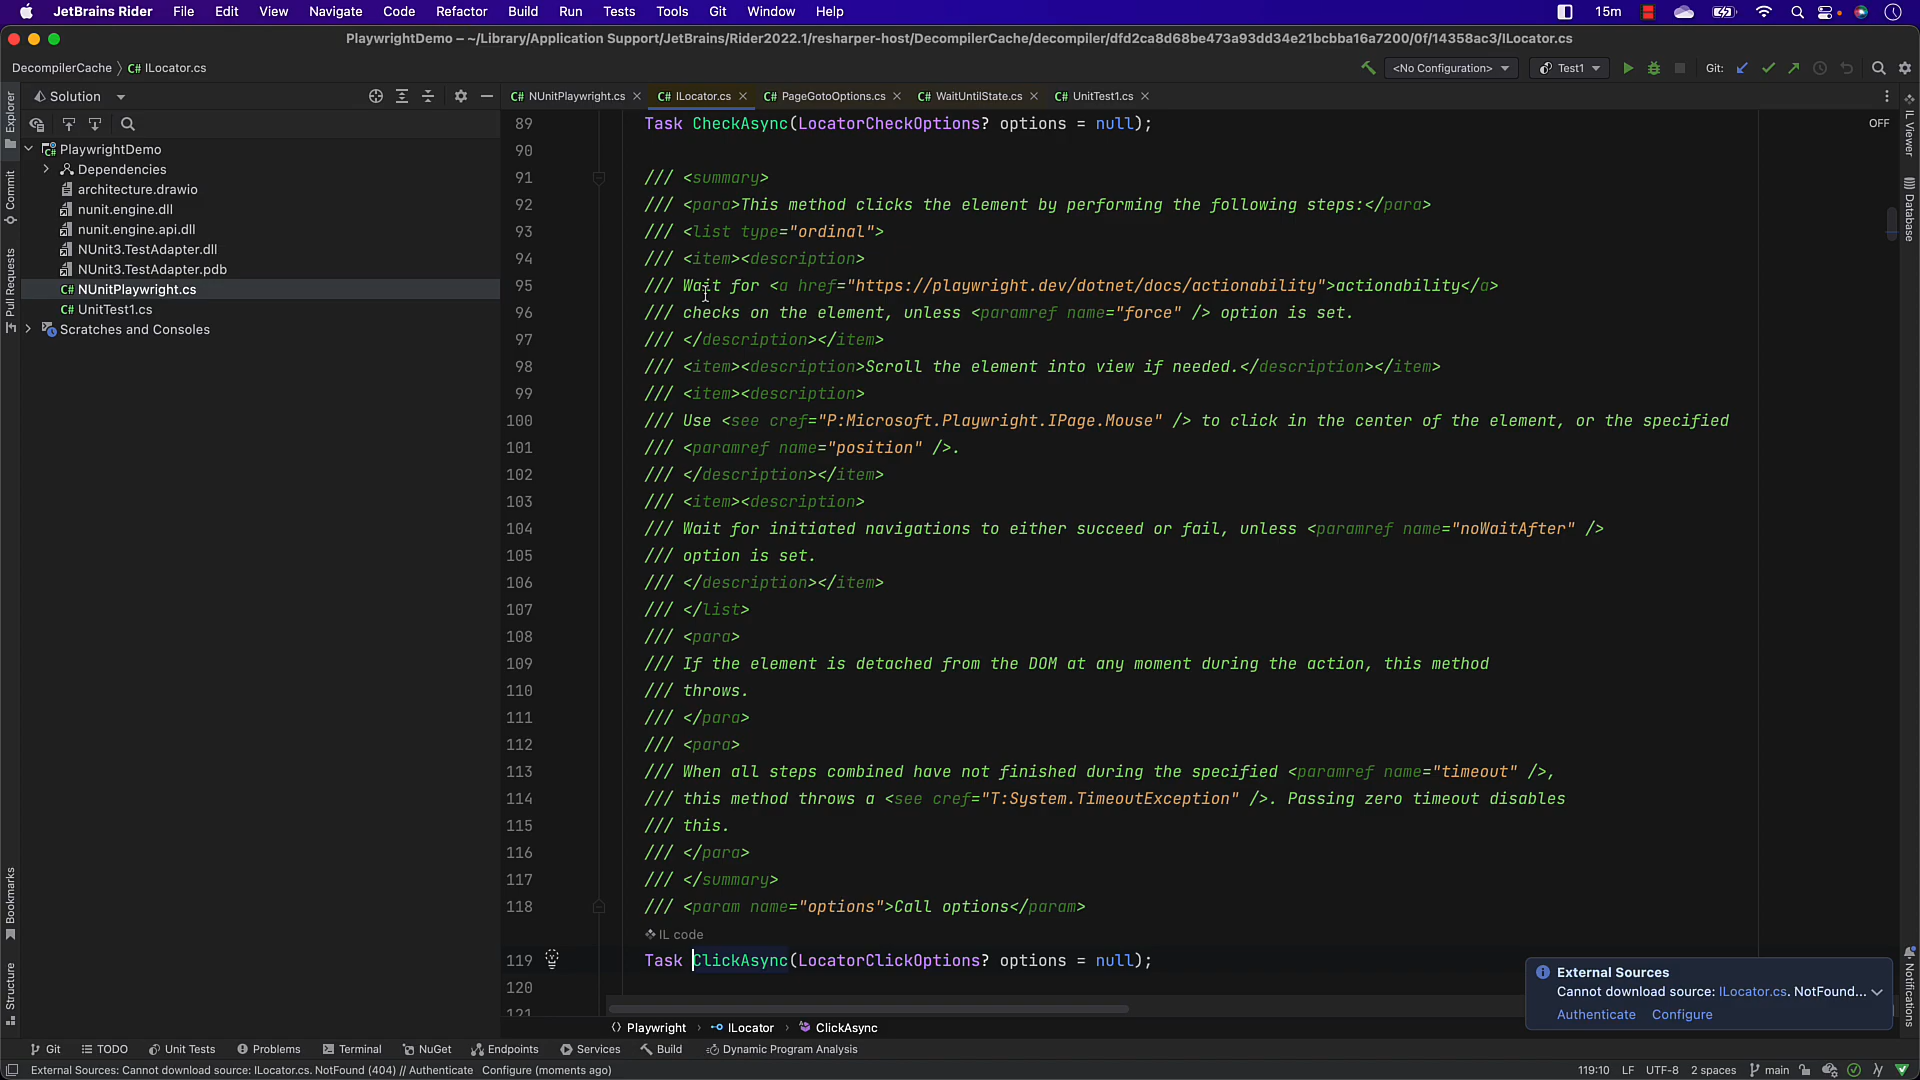 JetBrains Rider File Edit View Navigate Code Refactor Build Run Tests Tools Git Window Help 15m
PlaywrightDemo – ~/Library/Application Support/JetBrains/Rider2022.1/resharper-host/DecompilerCache/decompiler/dfd2ca8d68be473a93dd34e21bcbba16a7200/0f/14358ac3/ILocator.cs
DecompilerCache ILocator.cs <No Configuration> Test1 Git:
Solution
NUnitPlaywright.cs ILocator.cs PageGotoOptions.cs WaitUntilState.cs UnitTest1.cs
Explorer
Commit
Pull Requests
Bookmarks
Structure
PlaywrightDemo
Dependencies
architecture.drawio
nunit.engine.dll
nunit.engine.api.dll
NUnit3.TestAdapter.dll
NUnit3.TestAdapter.pdb
C# NUnitPlaywright.cs
C# UnitTest1.cs
Scratches and Consoles
OFF
89 Task CheckAsync(LocatorCheckOptions? options = null);
90
91 /// <summary>
92 /// <para>This method clicks the element by performing the following steps:</para>
93 /// <list type="ordinal">
94 /// <item><description>
95 /// Wait for <a href="https://playwright.dev/dotnet/docs/actionability">actionability</a>
96 /// checks on the element, unless <paramref name="force" /> option is set.
97 /// </description></item>
98 /// <item><description>Scroll the element into view if needed.</description></item>
99 /// <item><description>
100 /// Use <see cref="P:Microsoft.Playwright.IPage.Mouse" /> to click in the center of the element, or the specified
101 /// <paramref name="position" />.
102 /// </description></item>
103 /// <item><description>
104 /// Wait for initiated navigations to either succeed or fail, unless <paramref name="noWaitAfter" />
105 /// option is set.
106 /// </description></item>
107 /// </list>
108 /// <para>
109 /// If the element is detached from the DOM at any moment during the action, this method
110 /// throws.
111 /// </para>
112 /// <para>
113 /// When all steps combined have not finished during the specified <paramref name="timeout" />,
114 /// this method throws a <see cref="T:System.TimeoutException" />. Passing zero timeout disables
115 /// this.
116 /// </para>
117 /// </summary>
118 /// <param name="options">Call options</param>
IL code
119 Task ClickAsync(LocatorClickOptions? options = null);
120
121
IL Viewer
Database
Notifications
External Sources
Cannot download source: ILocator.cs. NotFound...
Authenticate Configure
Playwright ILocator ClickAsync
Git TODO Unit Tests Problems Terminal NuGet Endpoints Services Build Dynamic Program Analysis
External Sources: Cannot download source: ILocator.cs. NotFound (404) // Authenticate Configure (moments ago) 119:10 LF UTF-8 2 spaces main